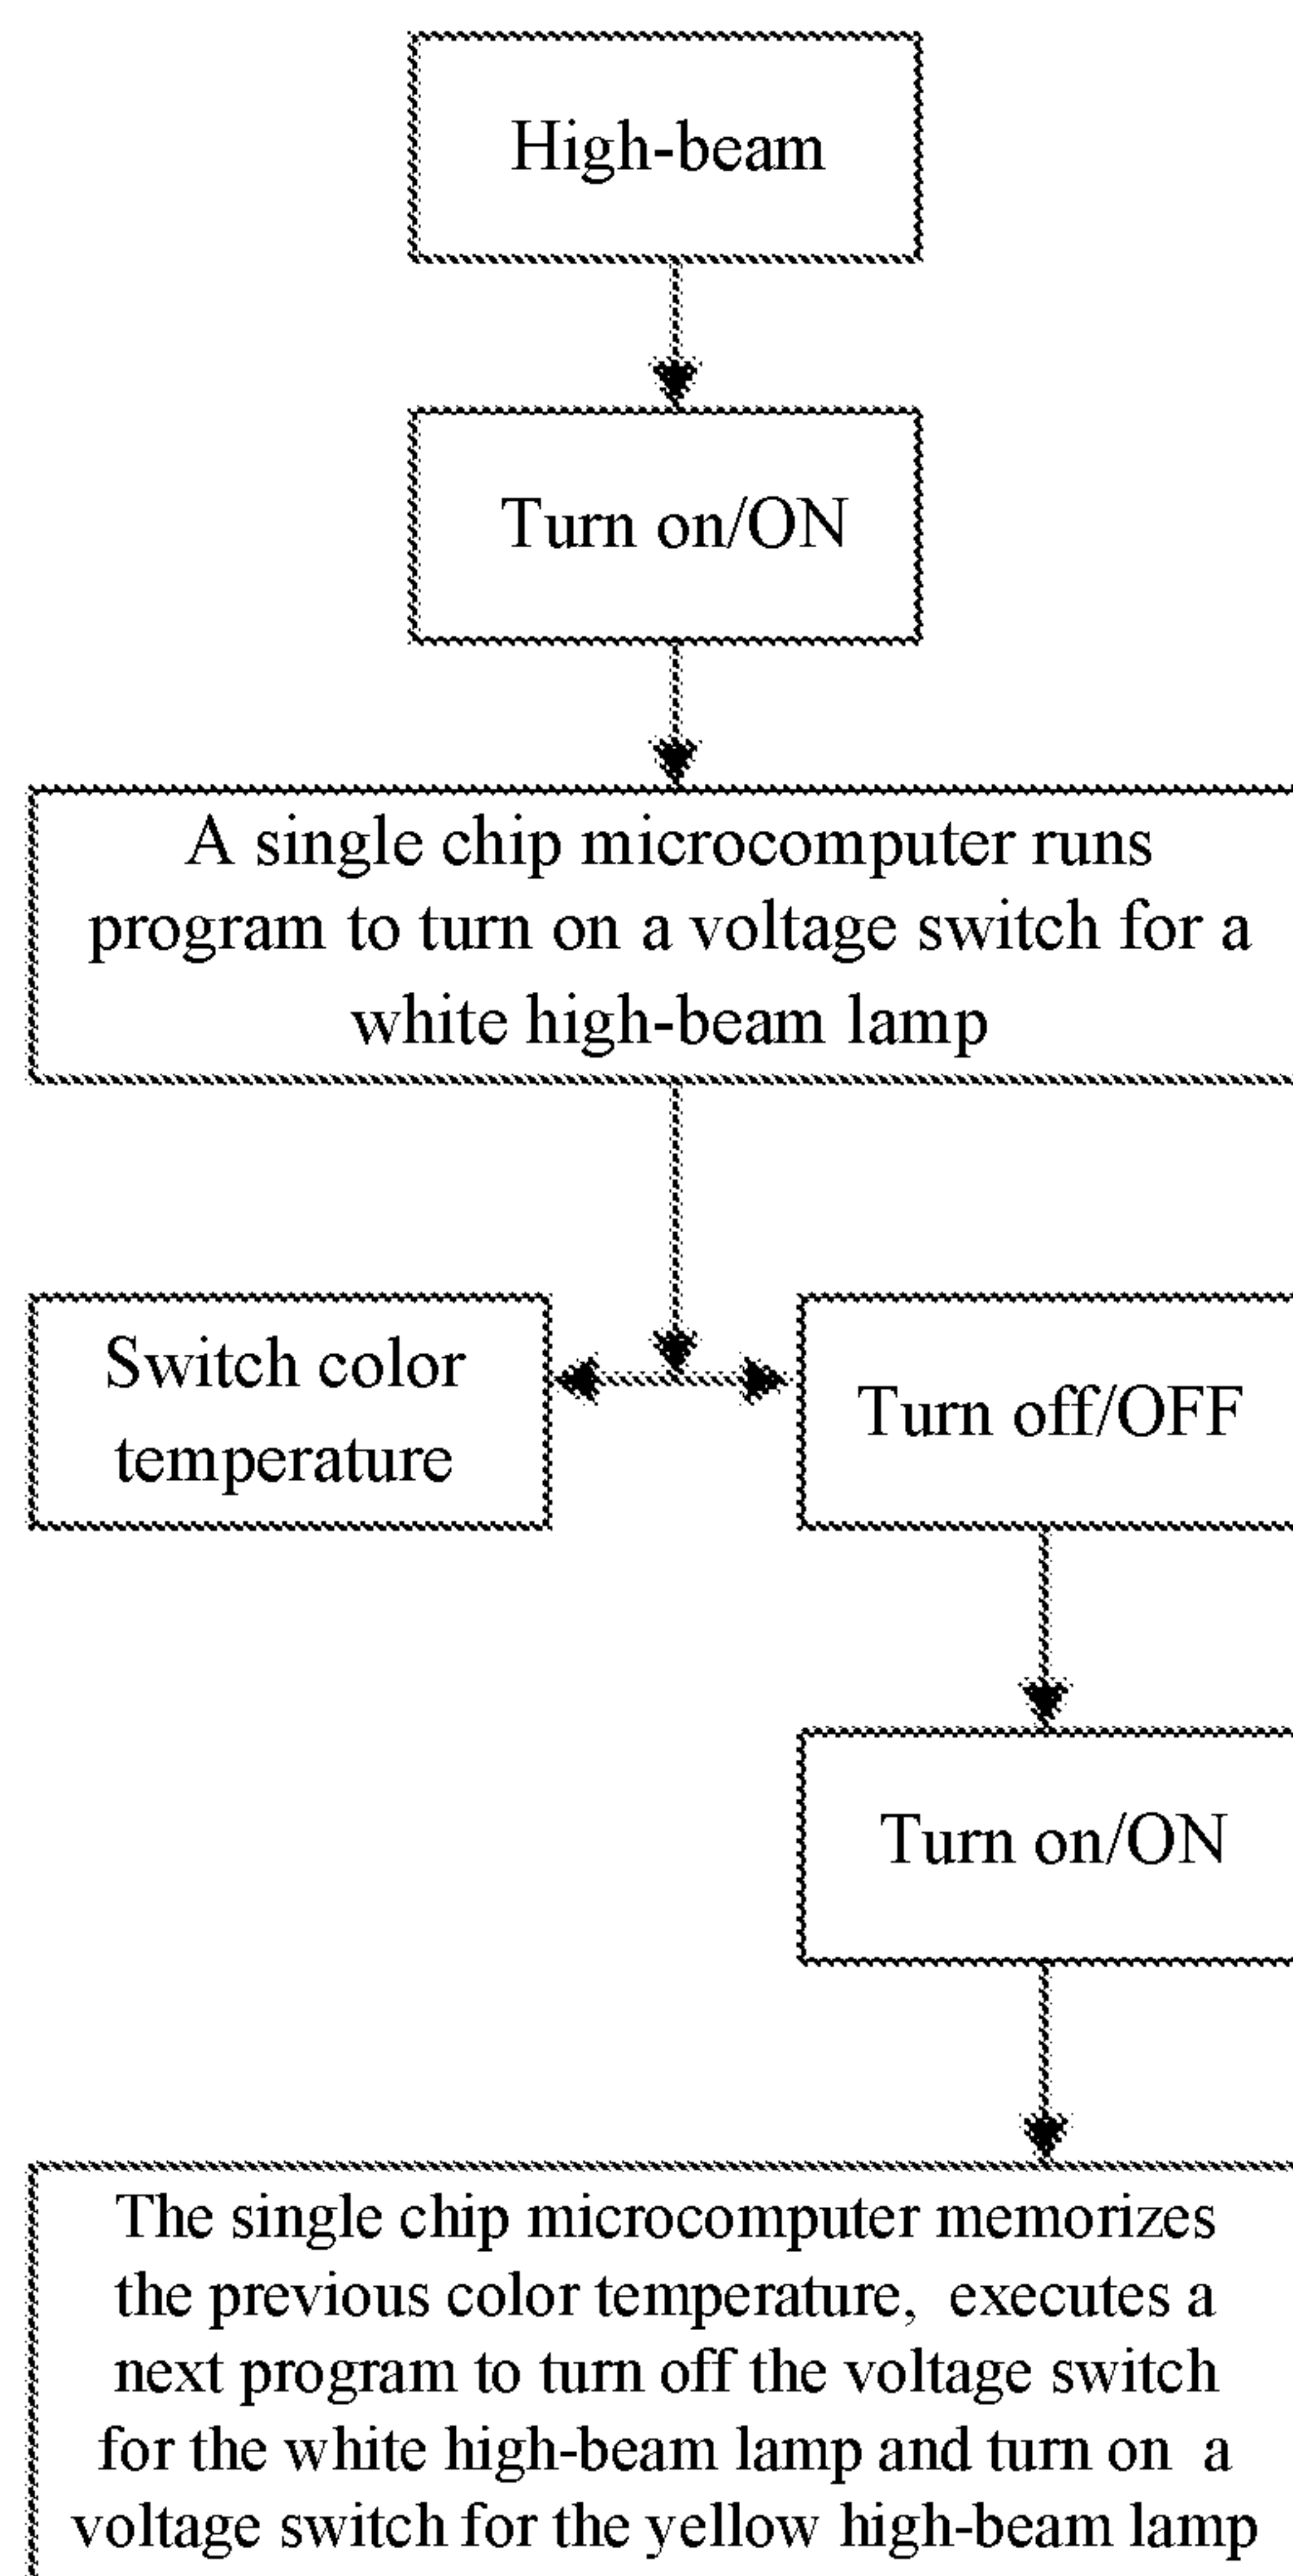 High-beam
Turn on/ON
A single chip microcomputer runs
program to turn on a voltage switch for a
white high-beam lamp
Switch color
temperature
Turn off/OFF
Turn on/ON
The single chip microcomputer memorizes
the previous color temperature, executes a
next program to turn off the voltage switch
for the white high-beam lamp and turn on a
voltage switch for the yellow high-beam lamp